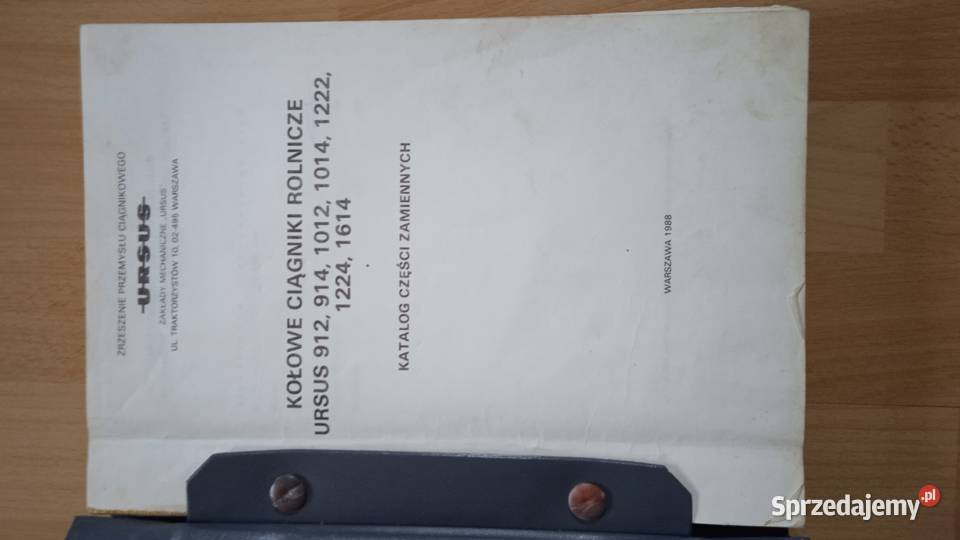 ZRZESZENIE PRZEMYSŁU CIĄGNIKOWEGO
URSUS
ZAKŁADY MECHANICZNE „URSUS”
UL. TRAKTORZYSTÓW 10, 02-495 WARSZAWA
KOŁOWE CIĄGNIKI ROLNICZE
URSUS 912, 914, 1012, 1014, 1222,
1224, 1614
KATALOG CZĘŚCI ZAMIENNYCH
WARSZAWA 1988
Sprzedajemy.pl